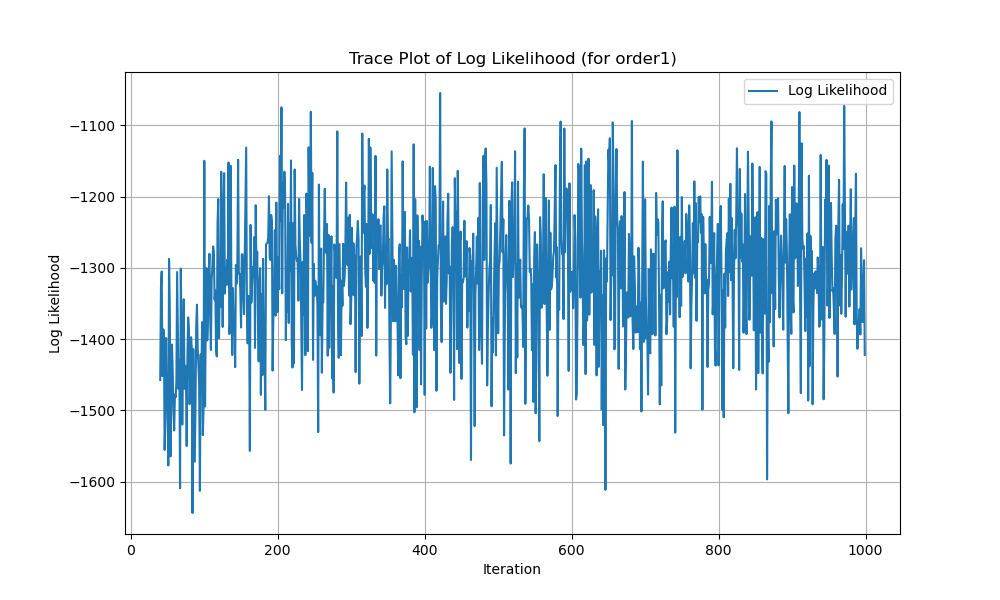 Trace Plot of Log Likelihood (for order1)
Log Likelihood
−1100
−1200
−1300
−1400
−1500
−1600
Log Likelihood
0 200 400 600 800 1000
Iteration